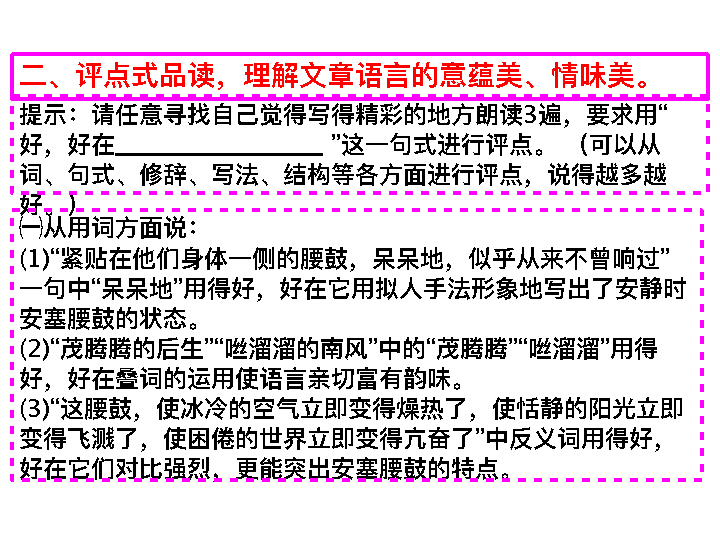 二、评点式品读，理解文章语言的意蕴美、情味美。
提示：请任意寻找自己觉得写得精彩的地方朗读3遍，要求用“
好，好在__________________ ”这一句式进行评点。 （可以从
词、句式、修辞、写法、结构等各方面进行评点，说得越多越
好。）
㈠从用词方面说：
(1)“紧贴在他们身体一侧的腰鼓，呆呆地，似乎从来不曾响过”
一句中“呆呆地”用得好，好在它用拟人手法形象地写出了安静时
安塞腰鼓的状态。
(2)“茂腾腾的后生”“咝溜溜的南风”中的“茂腾腾”“咝溜溜”用得
好，好在叠词的运用使语言亲切富有韵味。
(3)“这腰鼓，使冰冷的空气立即变得燥热了，使恬静的阳光立即
变得飞溅了，使困倦的世界立即变得亢奋了”中反义词用得好，
好在它们对比强烈，更能突出安塞腰鼓的特点。